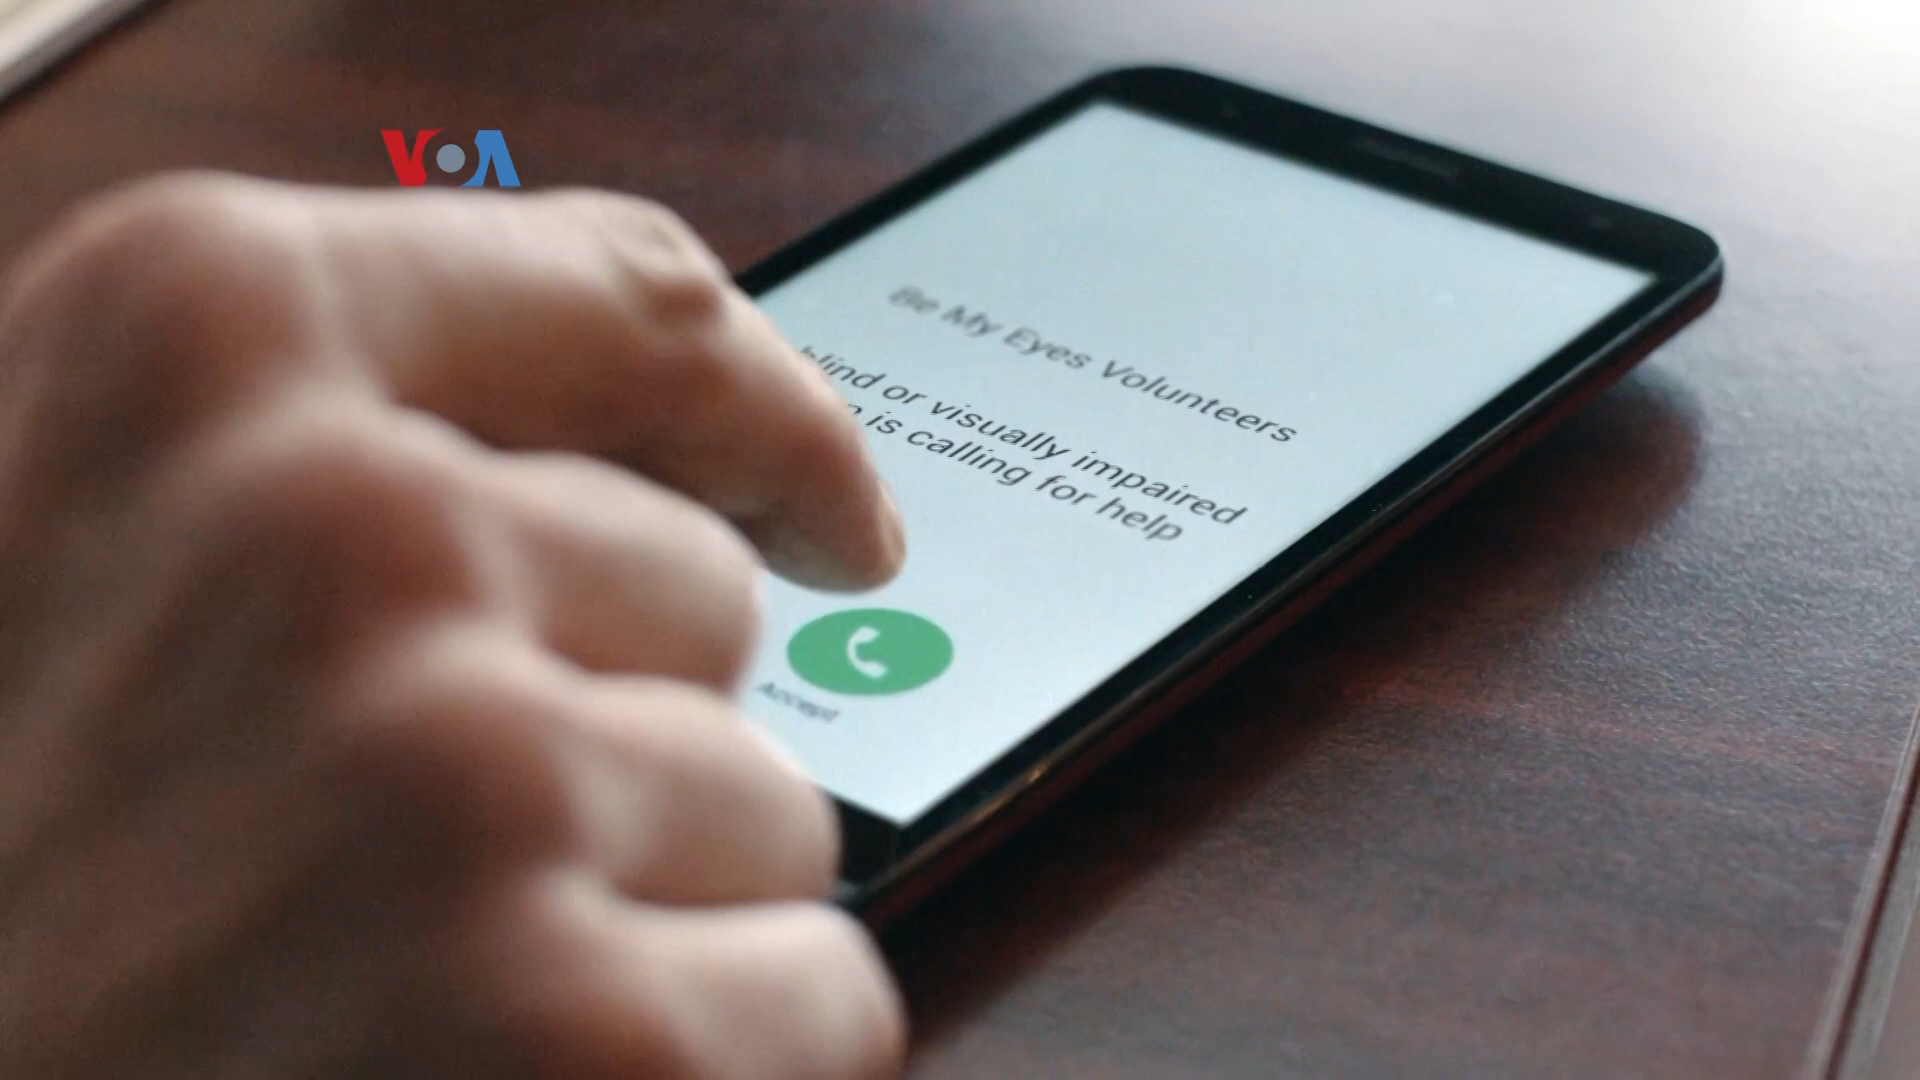 VOA
Be My Eyes Volunteers
blind or visually impaired
is calling for help
Accept